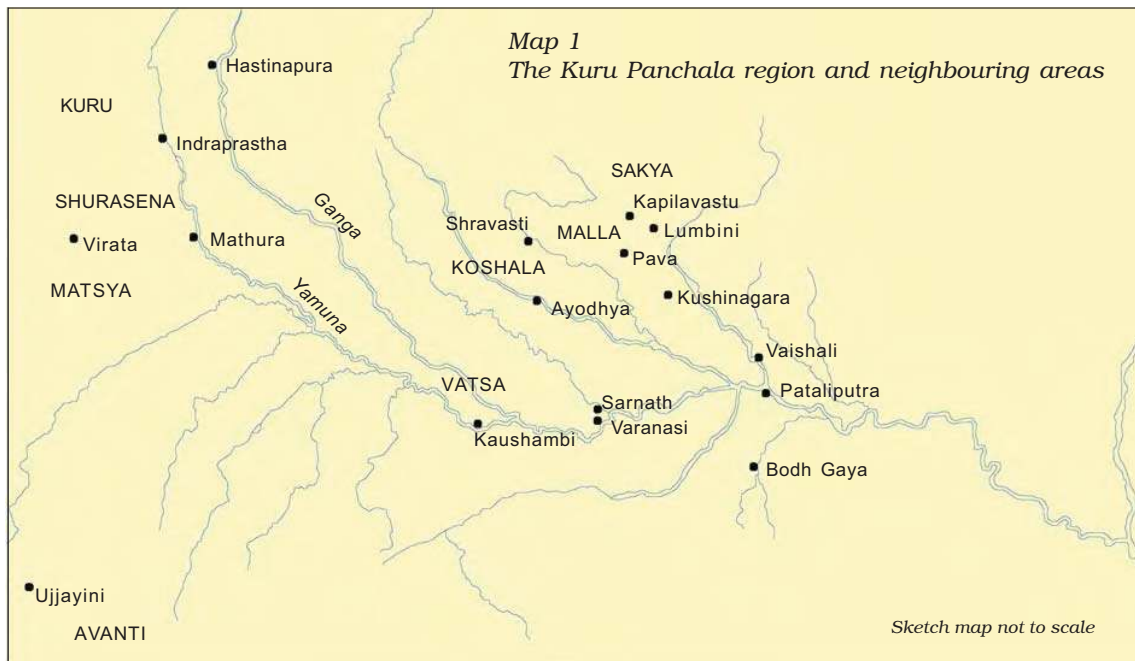 Map 1
The Kuru Panchala region and neighbouring areas
Hastinapura
KURU
Indraprastha
SAKYA
Kapilavastu
SHURASENA
Ganga
Shravasti
MALLA
Lumbini
Virata
Mathura
Pava
KOSHALA
MATSYA
Yamuna
Ayodhya
Kushinagara
Vaishali
VATSA
Pataliputra
Sarnath
Varanasi
Kaushambi
Bodh Gaya
Ujjayini
AVANTI
Sketch map not to scale